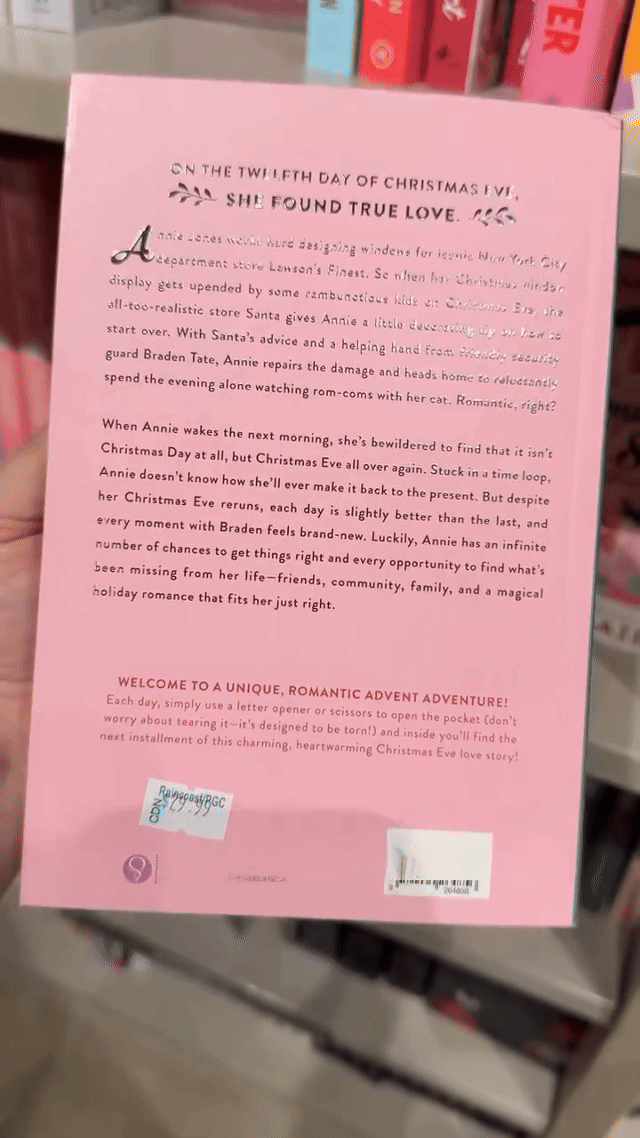 ON THE TWELFTH DAY OF CHRISTMAS EVE,
SHE FOUND TRUE LOVE.
Annie Jones works hard designing windows for iconic New York City
department store Lawson's Finest. So when her Christmas window
display gets upended by some rambunctious kids on Christmas Eve, the
all-too-realistic store Santa gives Annie a little decorating tip on how to
start over. With Santa's advice and a helping hand from friendly security
guard Braden Tate, Annie repairs the damage and heads home to reluctantly
spend the evening alone watching rom-coms with her cat. Romantic, right?
When Annie wakes the next morning, she's bewildered to find that it isn't
Christmas Day at all, but Christmas Eve all over again. Stuck in a time loop,
Annie doesn't know how she'll ever make it back to the present. But despite
her Christmas Eve reruns, each day is slightly better than the last, and
every moment with Braden feels brand-new. Luckily, Annie has an infinite
number of chances to get things right and every opportunity to find what's
been missing from her life—friends, community, family, and a magical
holiday romance that fits her just right.
WELCOME TO A UNIQUE, ROMANTIC ADVENT ADVENTURE!
Each day, simply use a letter opener or scissors to open the pocket (don't
worry about tearing it—it's designed to be torn!) and inside you'll find the
next installment of this charming, heartwarming Christmas Eve love story!
Raincoast/BGC
CDN $29.99
TER